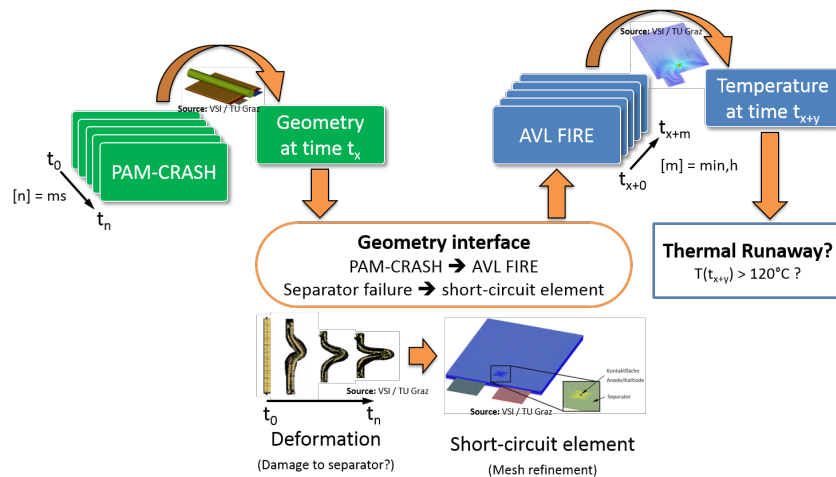 Source: VSI / TU Graz
PAM-CRASH
t0
[n] = ms
tn
Geometry
at time tx
Source: VSI / TU Graz
AVL FIRE
tx+m
tx+0
[m] = min,h
Temperature
at time tx+y
Geometry interface
PAM-CRASH ➔ AVL FIRE
Separator failure ➔ short-circuit element
Thermal Runaway?
T(tx+y) > 120°C ?
Source: VSI / TU Graz
t0
tn
Deformation
(Damage to separator?)
Kontaktfläche
Anode/Kathode
Separator
Source: VSI / TU Graz
Short-circuit element
(Mesh refinement)